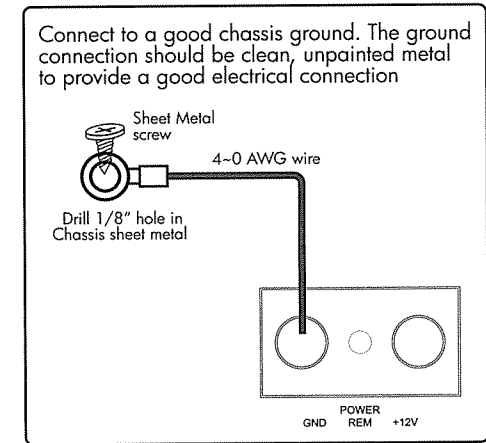 Connect to a good chassis ground. The ground
connection should be clean, unpainted metal
to provide a good electrical connection
Sheet Metal
screw
4~0 AWG wire
Drill 1/8" hole in
Chassis sheet metal
POWER
GND REM +12V